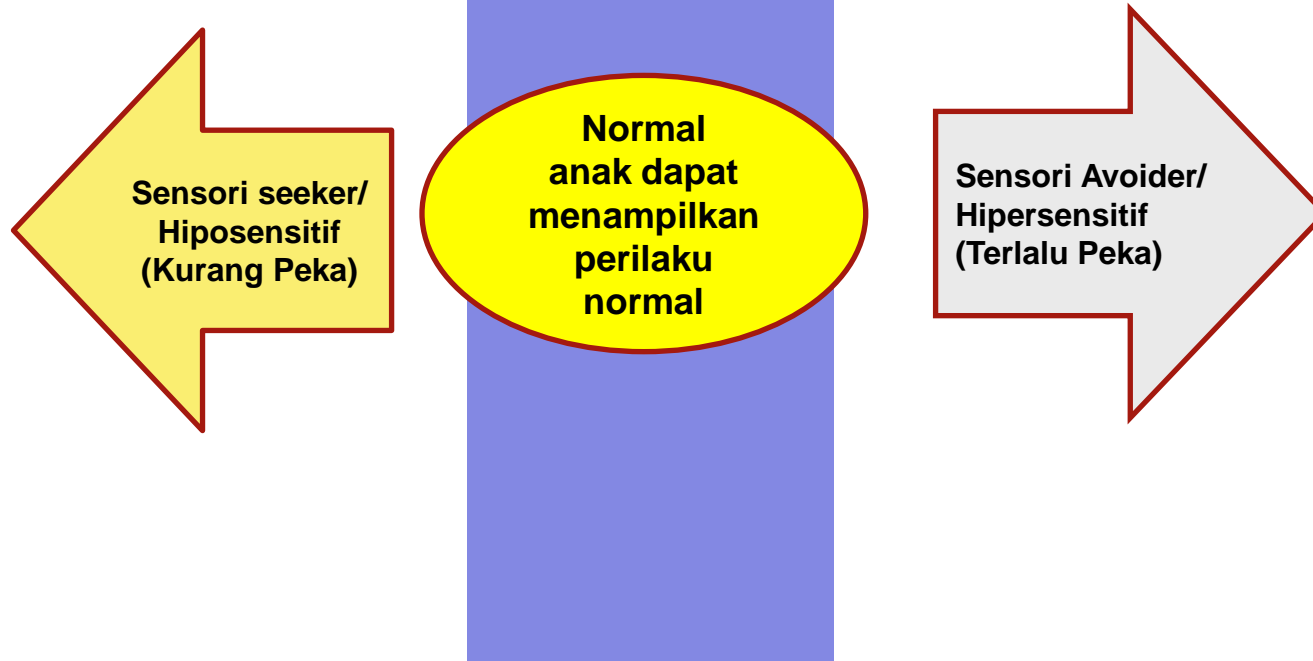 Sensori seeker/
Hiposensitif
(Kurang Peka)
Normal
anak dapat
menampilkan
perilaku
normal
Sensori Avoider/
Hipersensitif
(Terlalu Peka)